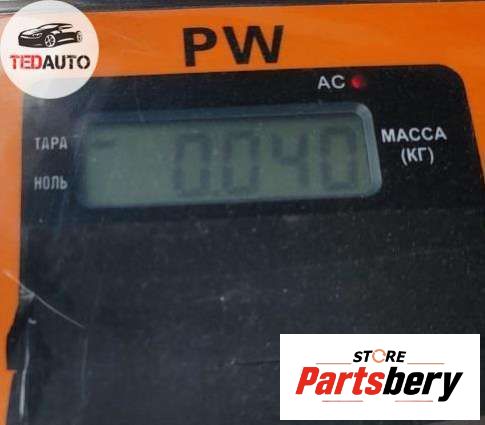 TEDAUTO
PW
AC
ТАРА
НОЛЬ
0.040
МАССА
(КГ)
STORE
Partsbery